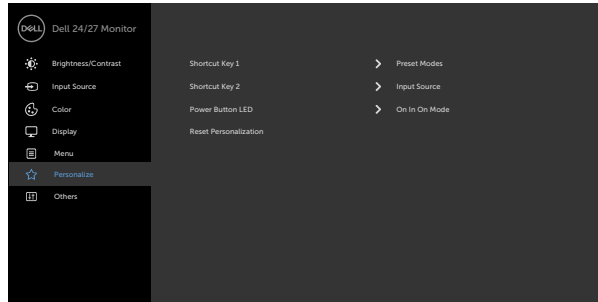 DELL Dell 24/27 Monitor
Brightness/Contrast Shortcut Key 1 Preset Modes
Input Source Shortcut Key 2 Input Source
Color Power Button LED On In On Mode
Display Reset Personalization
Menu
Personalize
Others